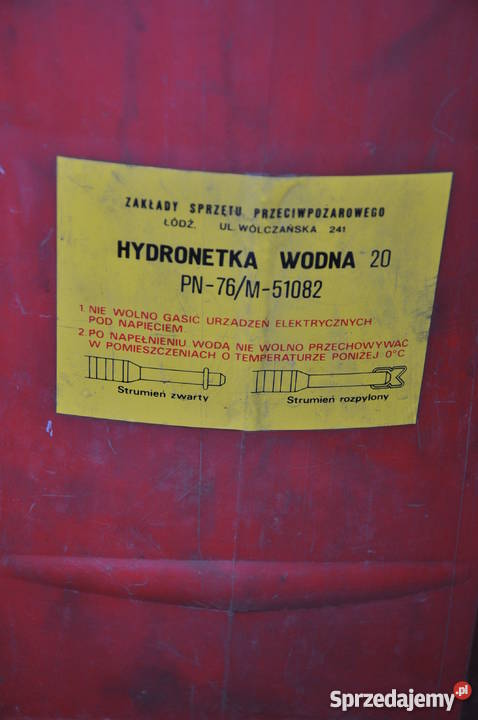 ZAKŁADY SPRZĘTU PRZECIWPOŻAROWEGO
ŁÓDŹ, UL. WÓLCZAŃSKA 241
HYDRONETKA WODNA 20
PN-76/M-51082
1. NIE WOLNO GASIĆ URZĄDZEŃ ELEKTRYCZNYCH
POD NAPIĘCIEM
2. PO NAPEŁNIENIU WODĄ NIE WOLNO PRZECHOWYWAĆ
W POMIESZCZENIACH O TEMPERATURZE PONIŻEJ 0°C
Strumień zwarty
Strumień rozpylony
Sprzedajemy.pl